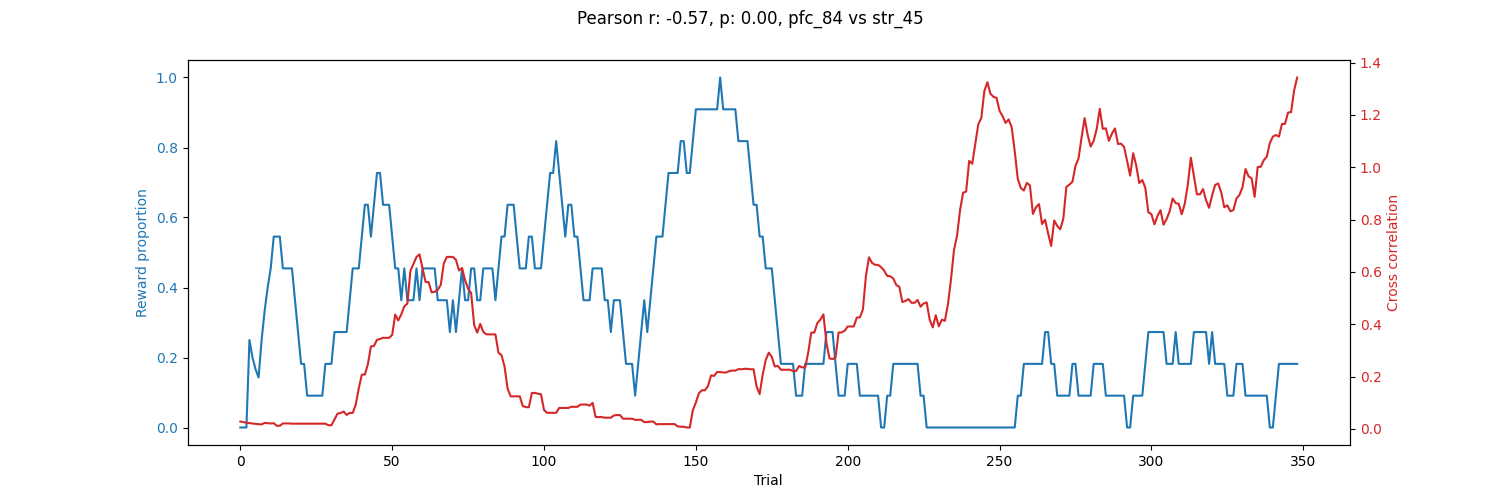 Pearson r: -0.57, p: 0.00, pfc_84 vs str_45
1.0
0.8
0.6
0.4
0.2
0.0
Reward proportion
1.4
1.2
1.0
0.8
0.6
0.4
0.2
0.0
Cross correlation
0 50 100 150 200 250 300 350
Trial